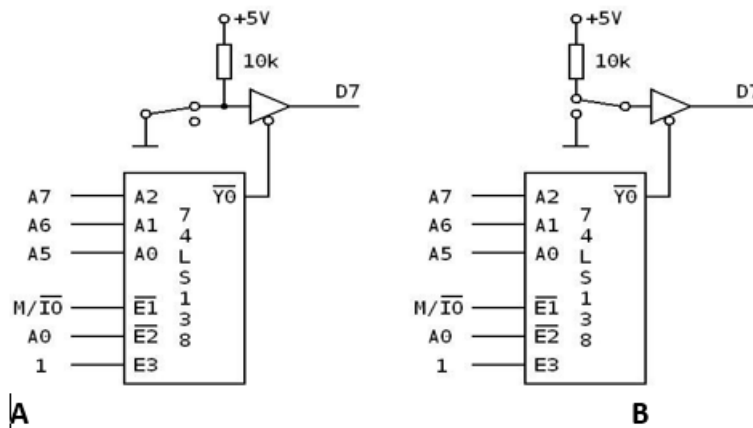 +5V +5V
10k 10k
D7 D7
A7 A2 Y0 A7 A2 Y0
A6 A1 7 A6 A1 7
4 4
A5 A0 L A5 A0 L
S S
M/IO E1 1 M/IO E1 1
3 3
A0 E2 8 A0 E2 8
1 E3 1 E3
A B